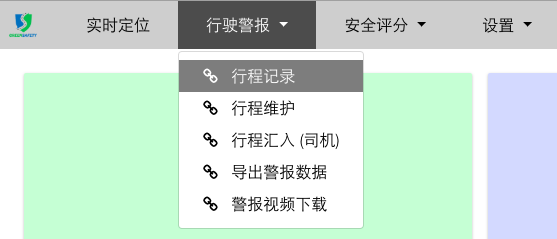 实时定位
行驶警报
安全评分
设置
行程记录
行程维护
行程汇入 (司机)
导出警报数据
警报视频下载